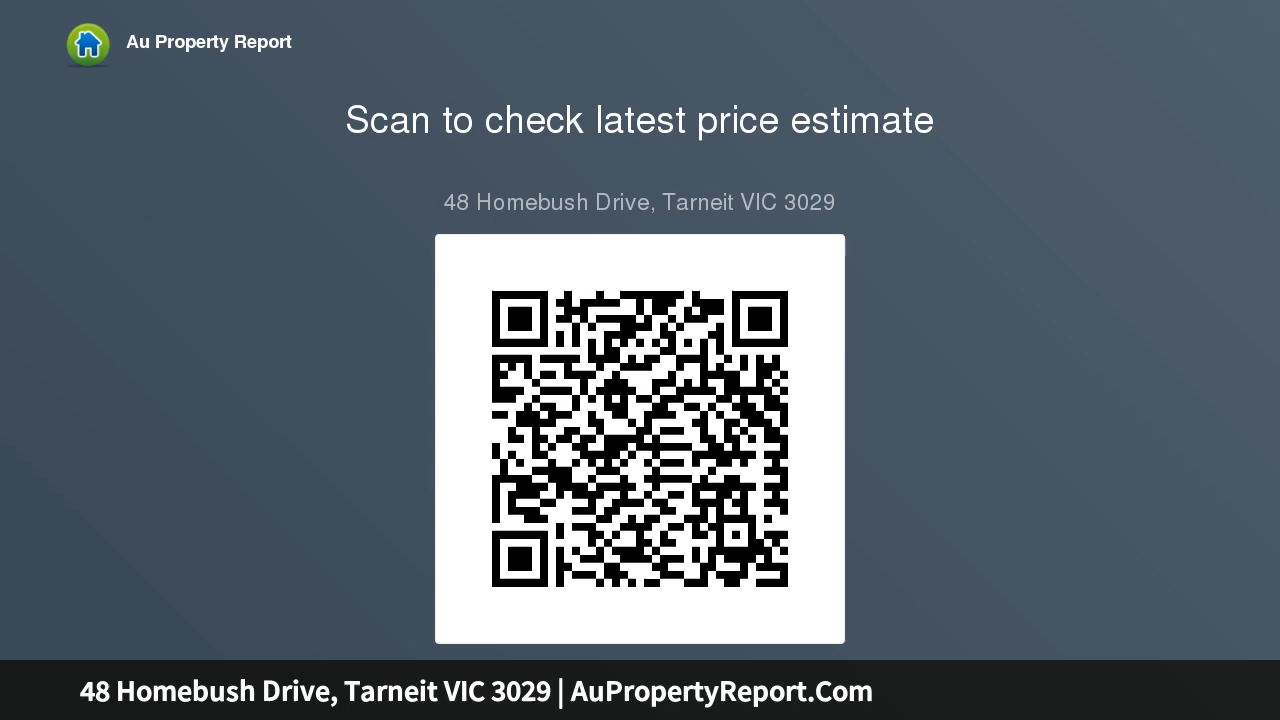 Au Property Report
Scan to check latest price estimate
48 Homebush Drive, Tarneit VIC 3029
48 Homebush Drive, Tarneit VIC 3029 | AuPropertyReport.Com